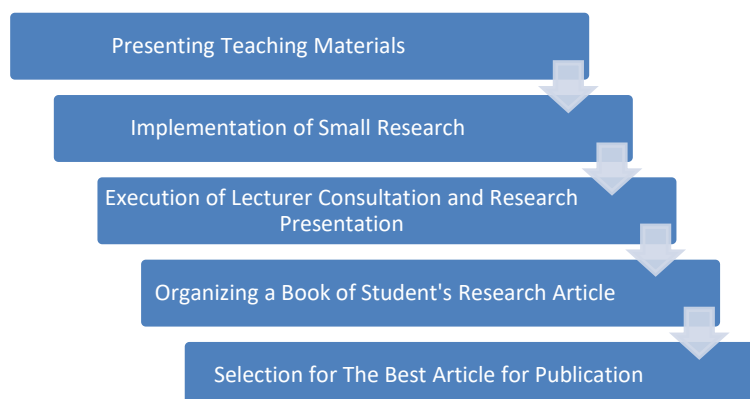 Presenting Teaching Materials
Implementation of Small Research
Execution of Lecturer Consultation and Research
Presentation
Organizing a Book of Student's Research Article
Selection for The Best Article for Publication